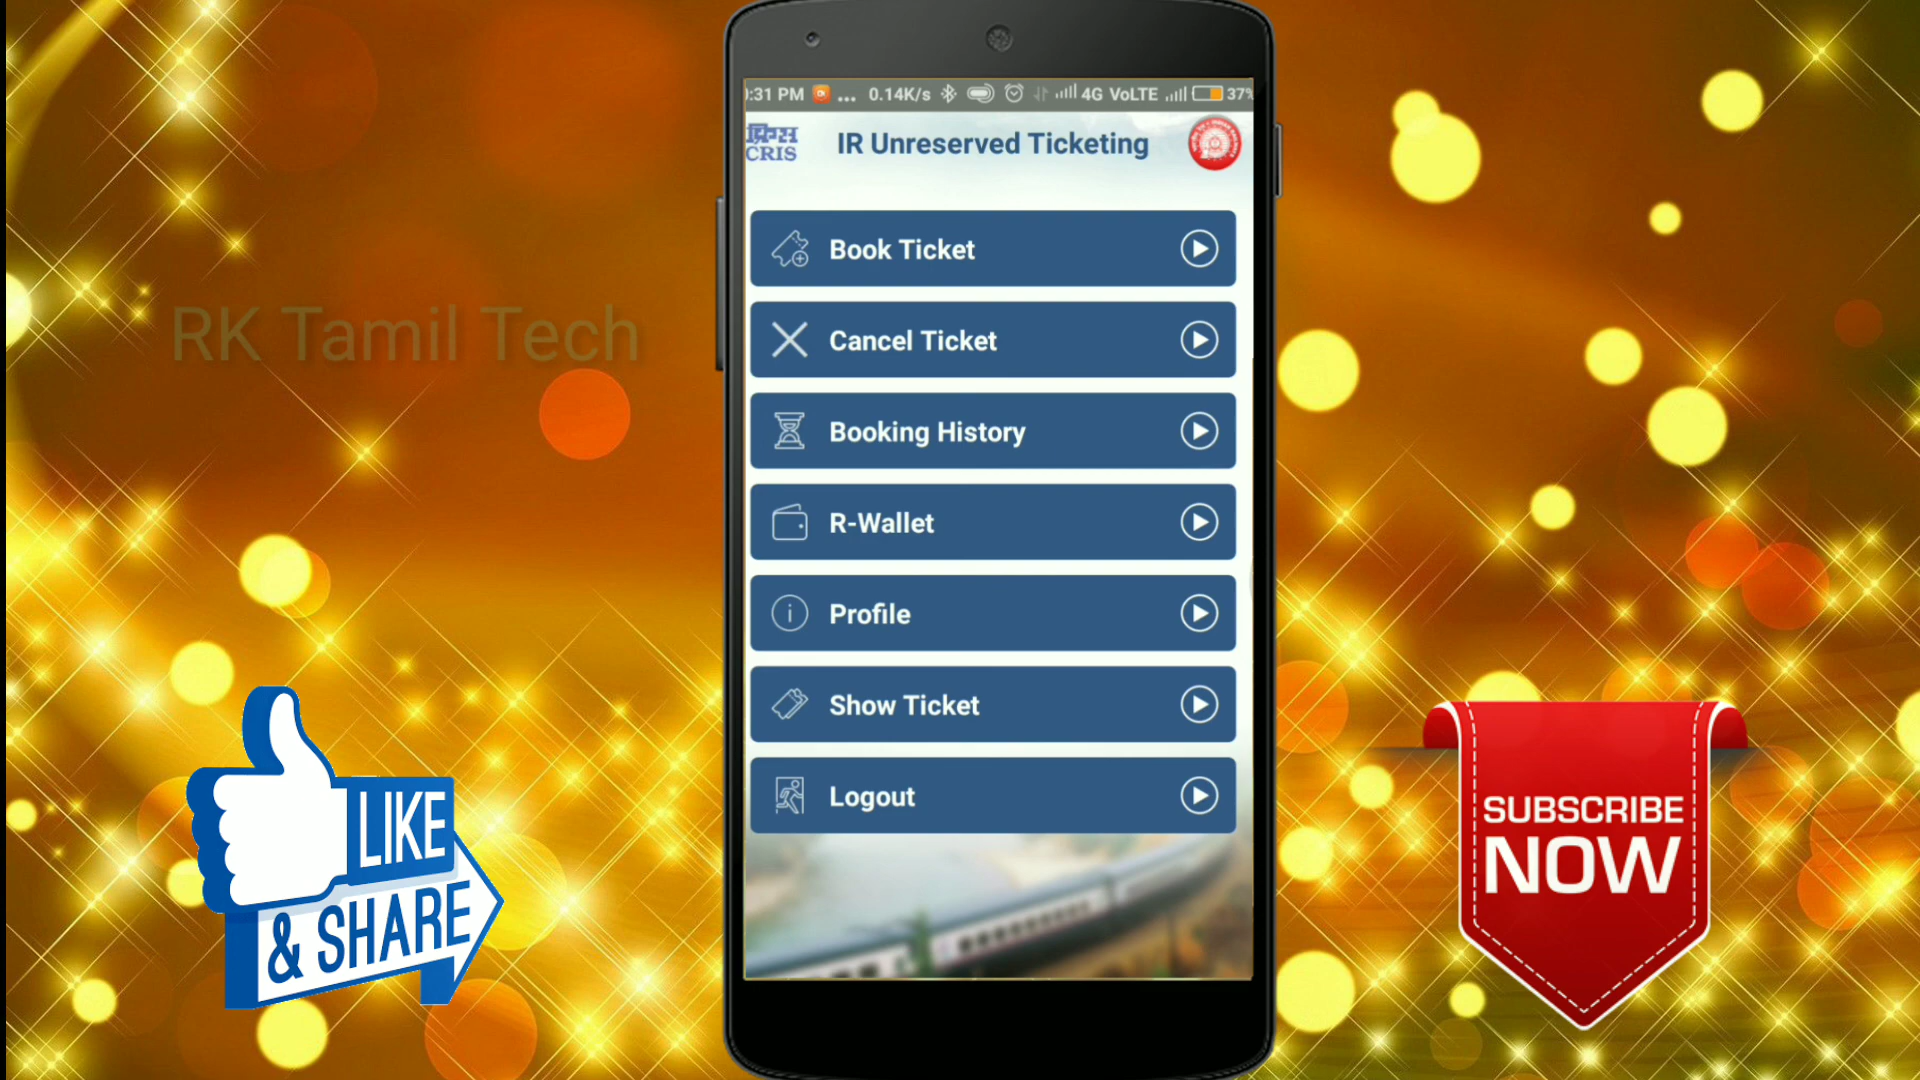 :31 PM ... 0.14K/s 4G VoLTE 37%
CRIS
IR Unreserved Ticketing
Book Ticket
Cancel Ticket
Booking History
R-Wallet
Profile
Show Ticket
Logout
RK Tamil Tech
LIKE
& SHARE
SUBSCRIBE
NOW